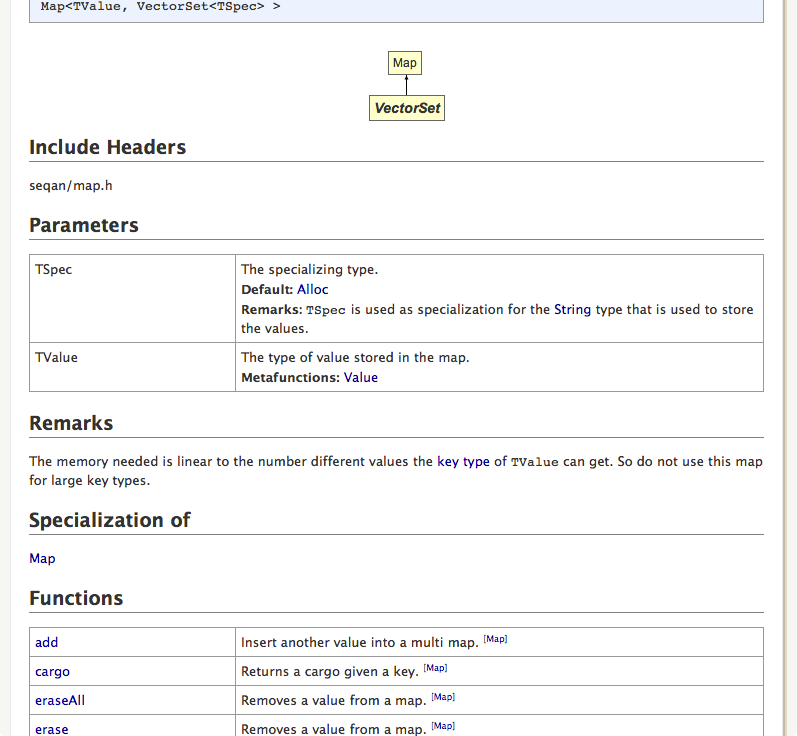 Map<TValue, VectorSet<TSpec> >
Map
VectorSet
Include Headers
seqan/map.h
Parameters
TSpec
The specializing type.
Default: Alloc
Remarks: TSpec is used as specialization for the String type that is used to store
the values.
TValue
The type of value stored in the map.
Metafunctions: Value
Remarks
The memory needed is linear to the number different values the key type of TValue can get. So do not use this map
for large key types.
Specialization of
Map
Functions
add Insert another value into a multi map. [Map]
cargo Returns a cargo given a key. [Map]
eraseAll Removes a value from a map. [Map]
erase Removes a value from a map. [Map]